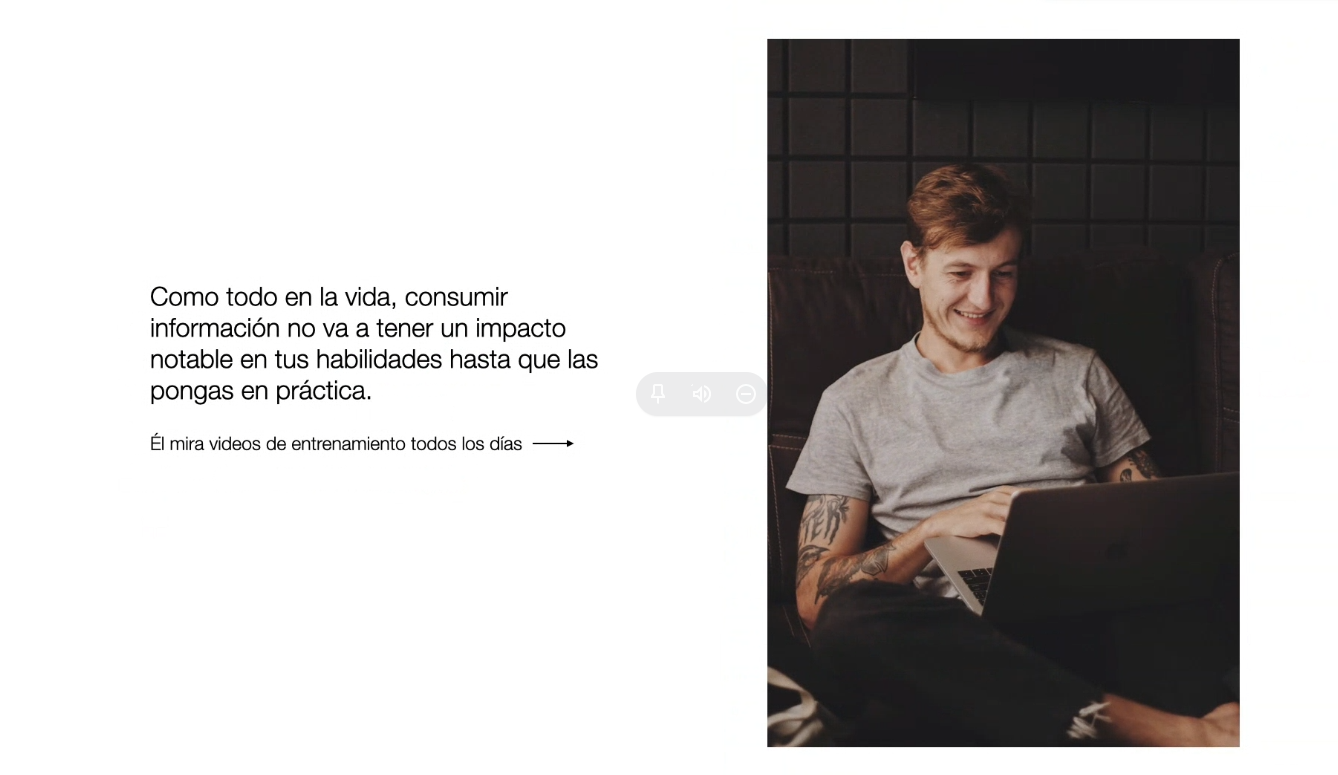 Como todo en la vida, consumir
información no va a tener un impacto
notable en tus habilidades hasta que las
pongas en práctica.
Él mira videos de entrenamiento todos los días